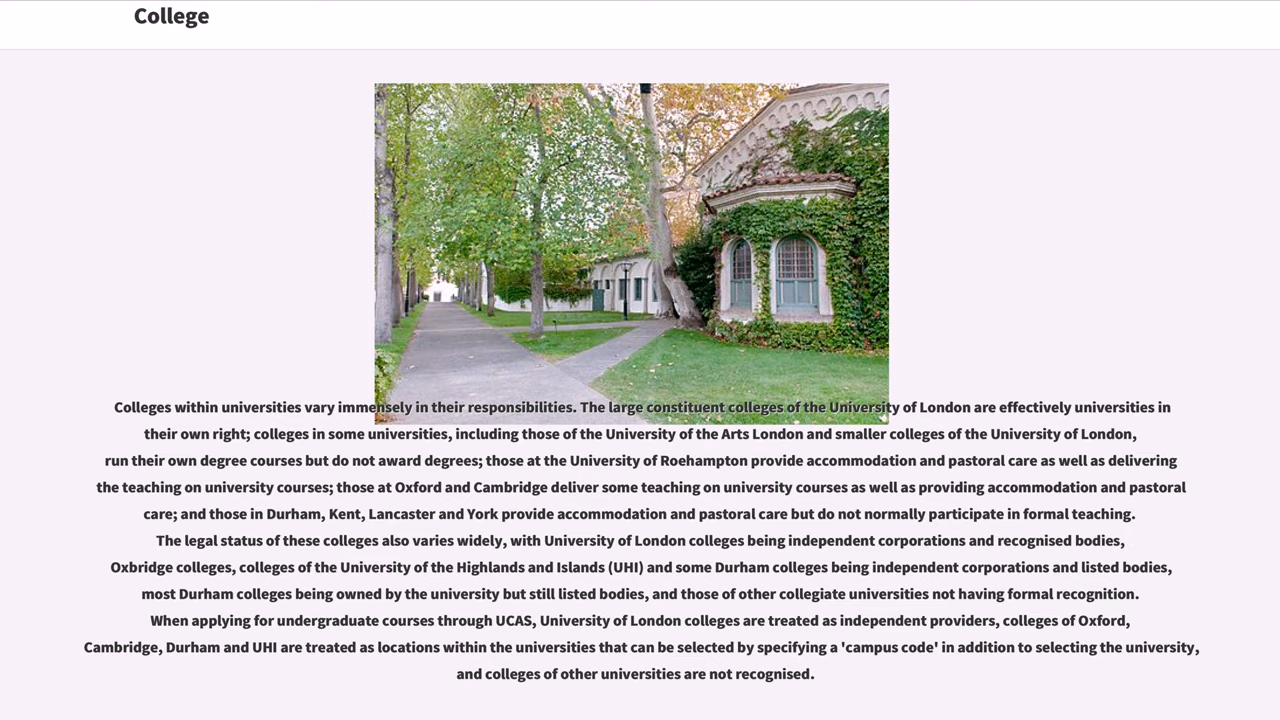 College
Colleges within universities vary immensely in their responsibilities. The large constituent colleges of the University of London are effectively universities in
their own right; colleges in some universities, including those of the University of the Arts London and smaller colleges of the University of London,
run their own degree courses but do not award degrees; those at the University of Roehampton provide accommodation and pastoral care as well as delivering
the teaching on university courses; those at Oxford and Cambridge deliver some teaching on university courses as well as providing accommodation and pastoral
care; and those in Durham, Kent, Lancaster and York provide accommodation and pastoral care but do not normally participate in formal teaching.
The legal status of these colleges also varies widely, with University of London colleges being independent corporations and recognised bodies,
Oxbridge colleges, colleges of the University of the Highlands and Islands (UHI) and some Durham colleges being independent corporations and listed bodies,
most Durham colleges being owned by the university but still listed bodies, and those of other collegiate universities not having formal recognition.
When applying for undergraduate courses through UCAS, University of London colleges are treated as independent providers, colleges of Oxford,
Cambridge, Durham and UHI are treated as locations within the universities that can be selected by specifying a 'campus code' in addition to selecting the university,
and colleges of other universities are not recognised.